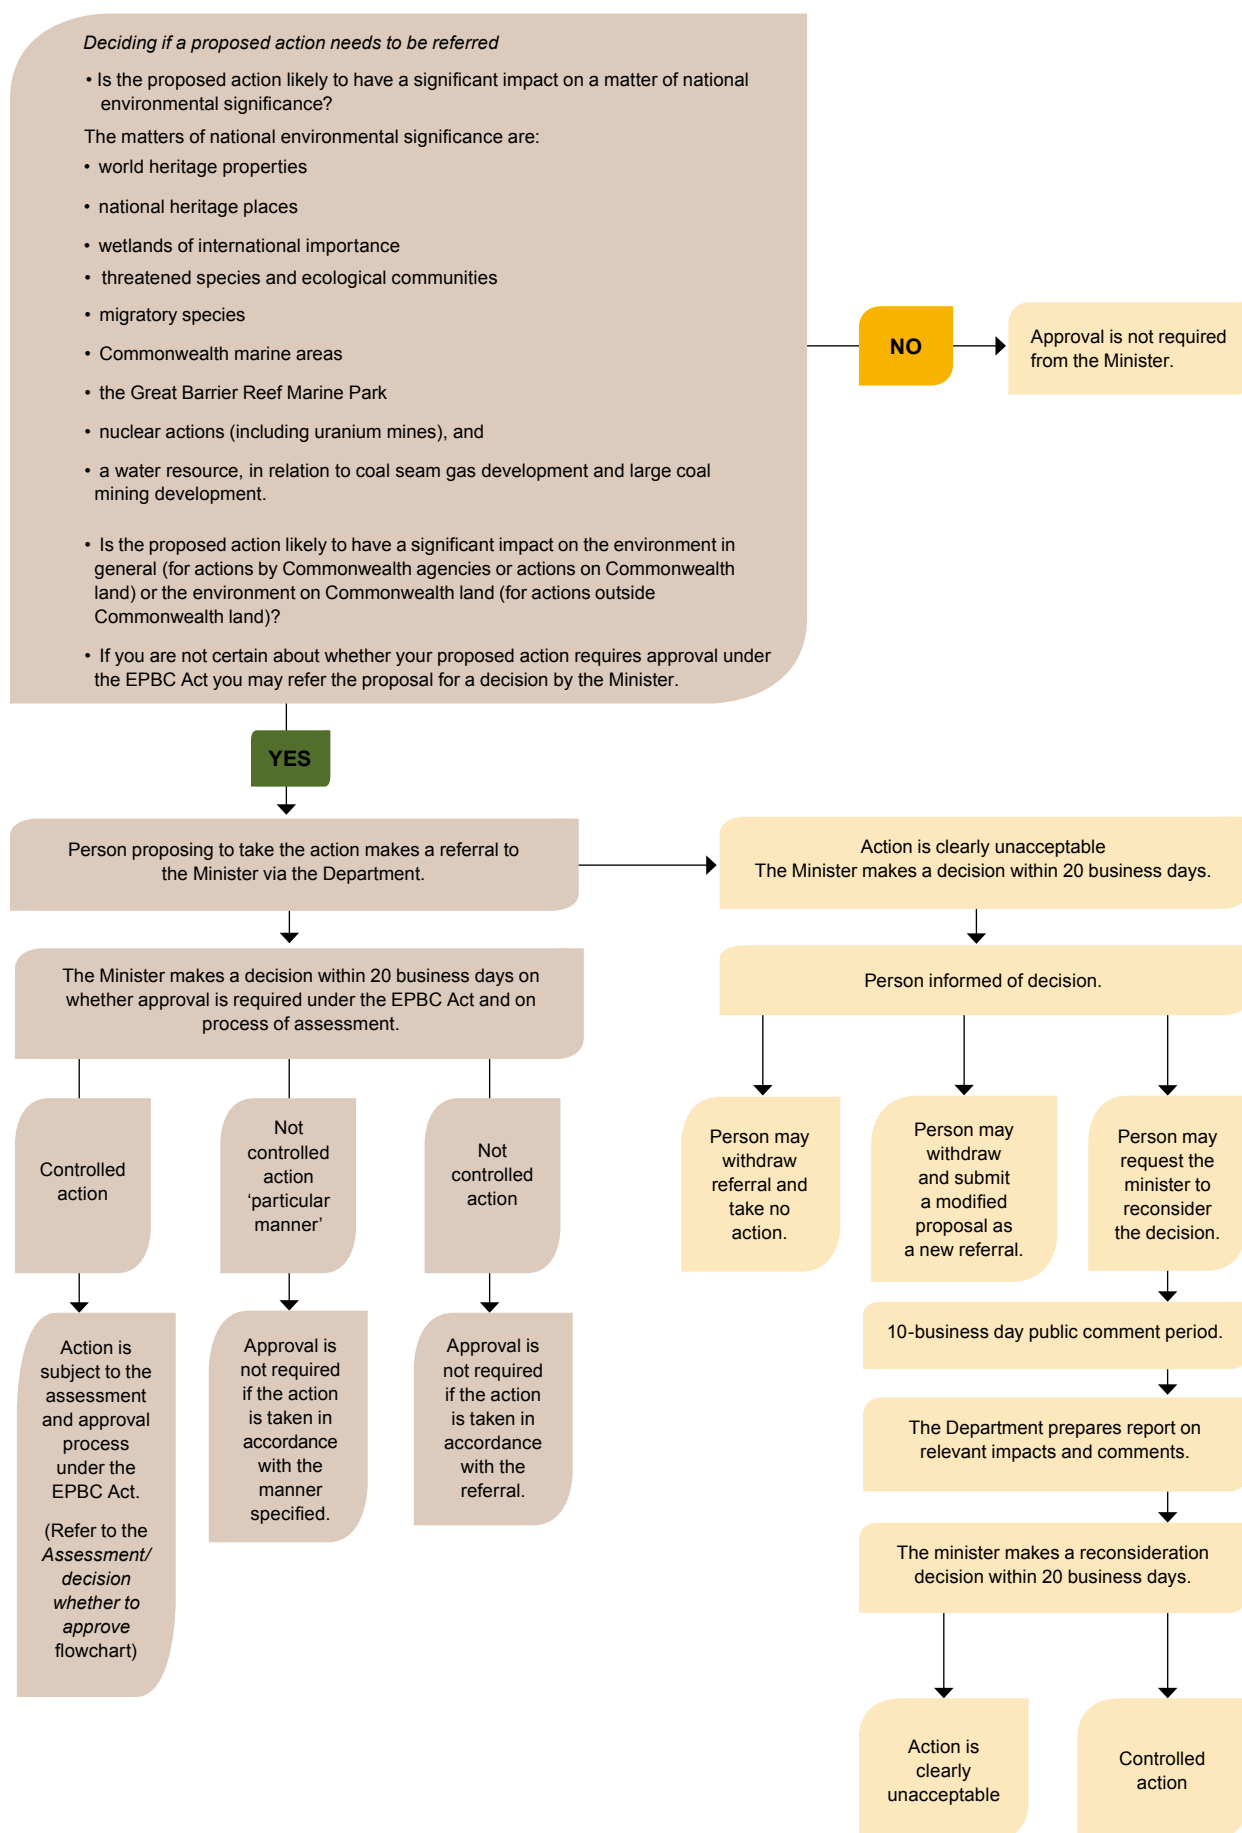 Deciding if a proposed action needs to be referred
• Is the proposed action likely to have a significant impact on a matter of national
environmental significance?
The matters of national environmental significance are:
• world heritage properties
• national heritage places
• wetlands of international importance
• threatened species and ecological communities
• migratory species
• Commonwealth marine areas
• the Great Barrier Reef Marine Park
• nuclear actions (including uranium mines), and
• a water resource, in relation to coal seam gas development and large coal
mining development.
• Is the proposed action likely to have a significant impact on the environment in
general (for actions by Commonwealth agencies or actions on Commonwealth
land) or the environment on Commonwealth land (for actions outside
Commonwealth land)?
• If you are not certain about whether your proposed action requires approval under
the EPBC Act you may refer the proposal for a decision by the Minister.
NO
Approval is not required
from the Minister.
YES
Person proposing to take the action makes a referral to
the Minister via the Department.
Action is clearly unacceptable
The Minister makes a decision within 20 business days.
The Minister makes a decision within 20 business days on
whether approval is required under the EPBC Act and on
process of assessment.
Person informed of decision.
Controlled
action
Not
controlled
action
‘particular
manner’
Not
controlled
action
Person may
withdraw
referral and
take no
action.
Person may
withdraw
and submit
a modified
proposal as
a new referral.
Person may
request the
minister to
reconsider
the decision.
Action is
subject to the
assessment
and approval
process
under the
EPBC Act.
(Refer to the
Assessment/
decision
whether to
approve
flowchart)
Approval is
not required
if the action
is taken in
accordance
with the
manner
specified.
Approval is
not required
if the action
is taken in
accordance
with the
referral.
10-business day public comment period.
The Department prepares report on
relevant impacts and comments.
The minister makes a reconsideration
decision within 20 business days.
Action is
clearly
unacceptable
Controlled
action